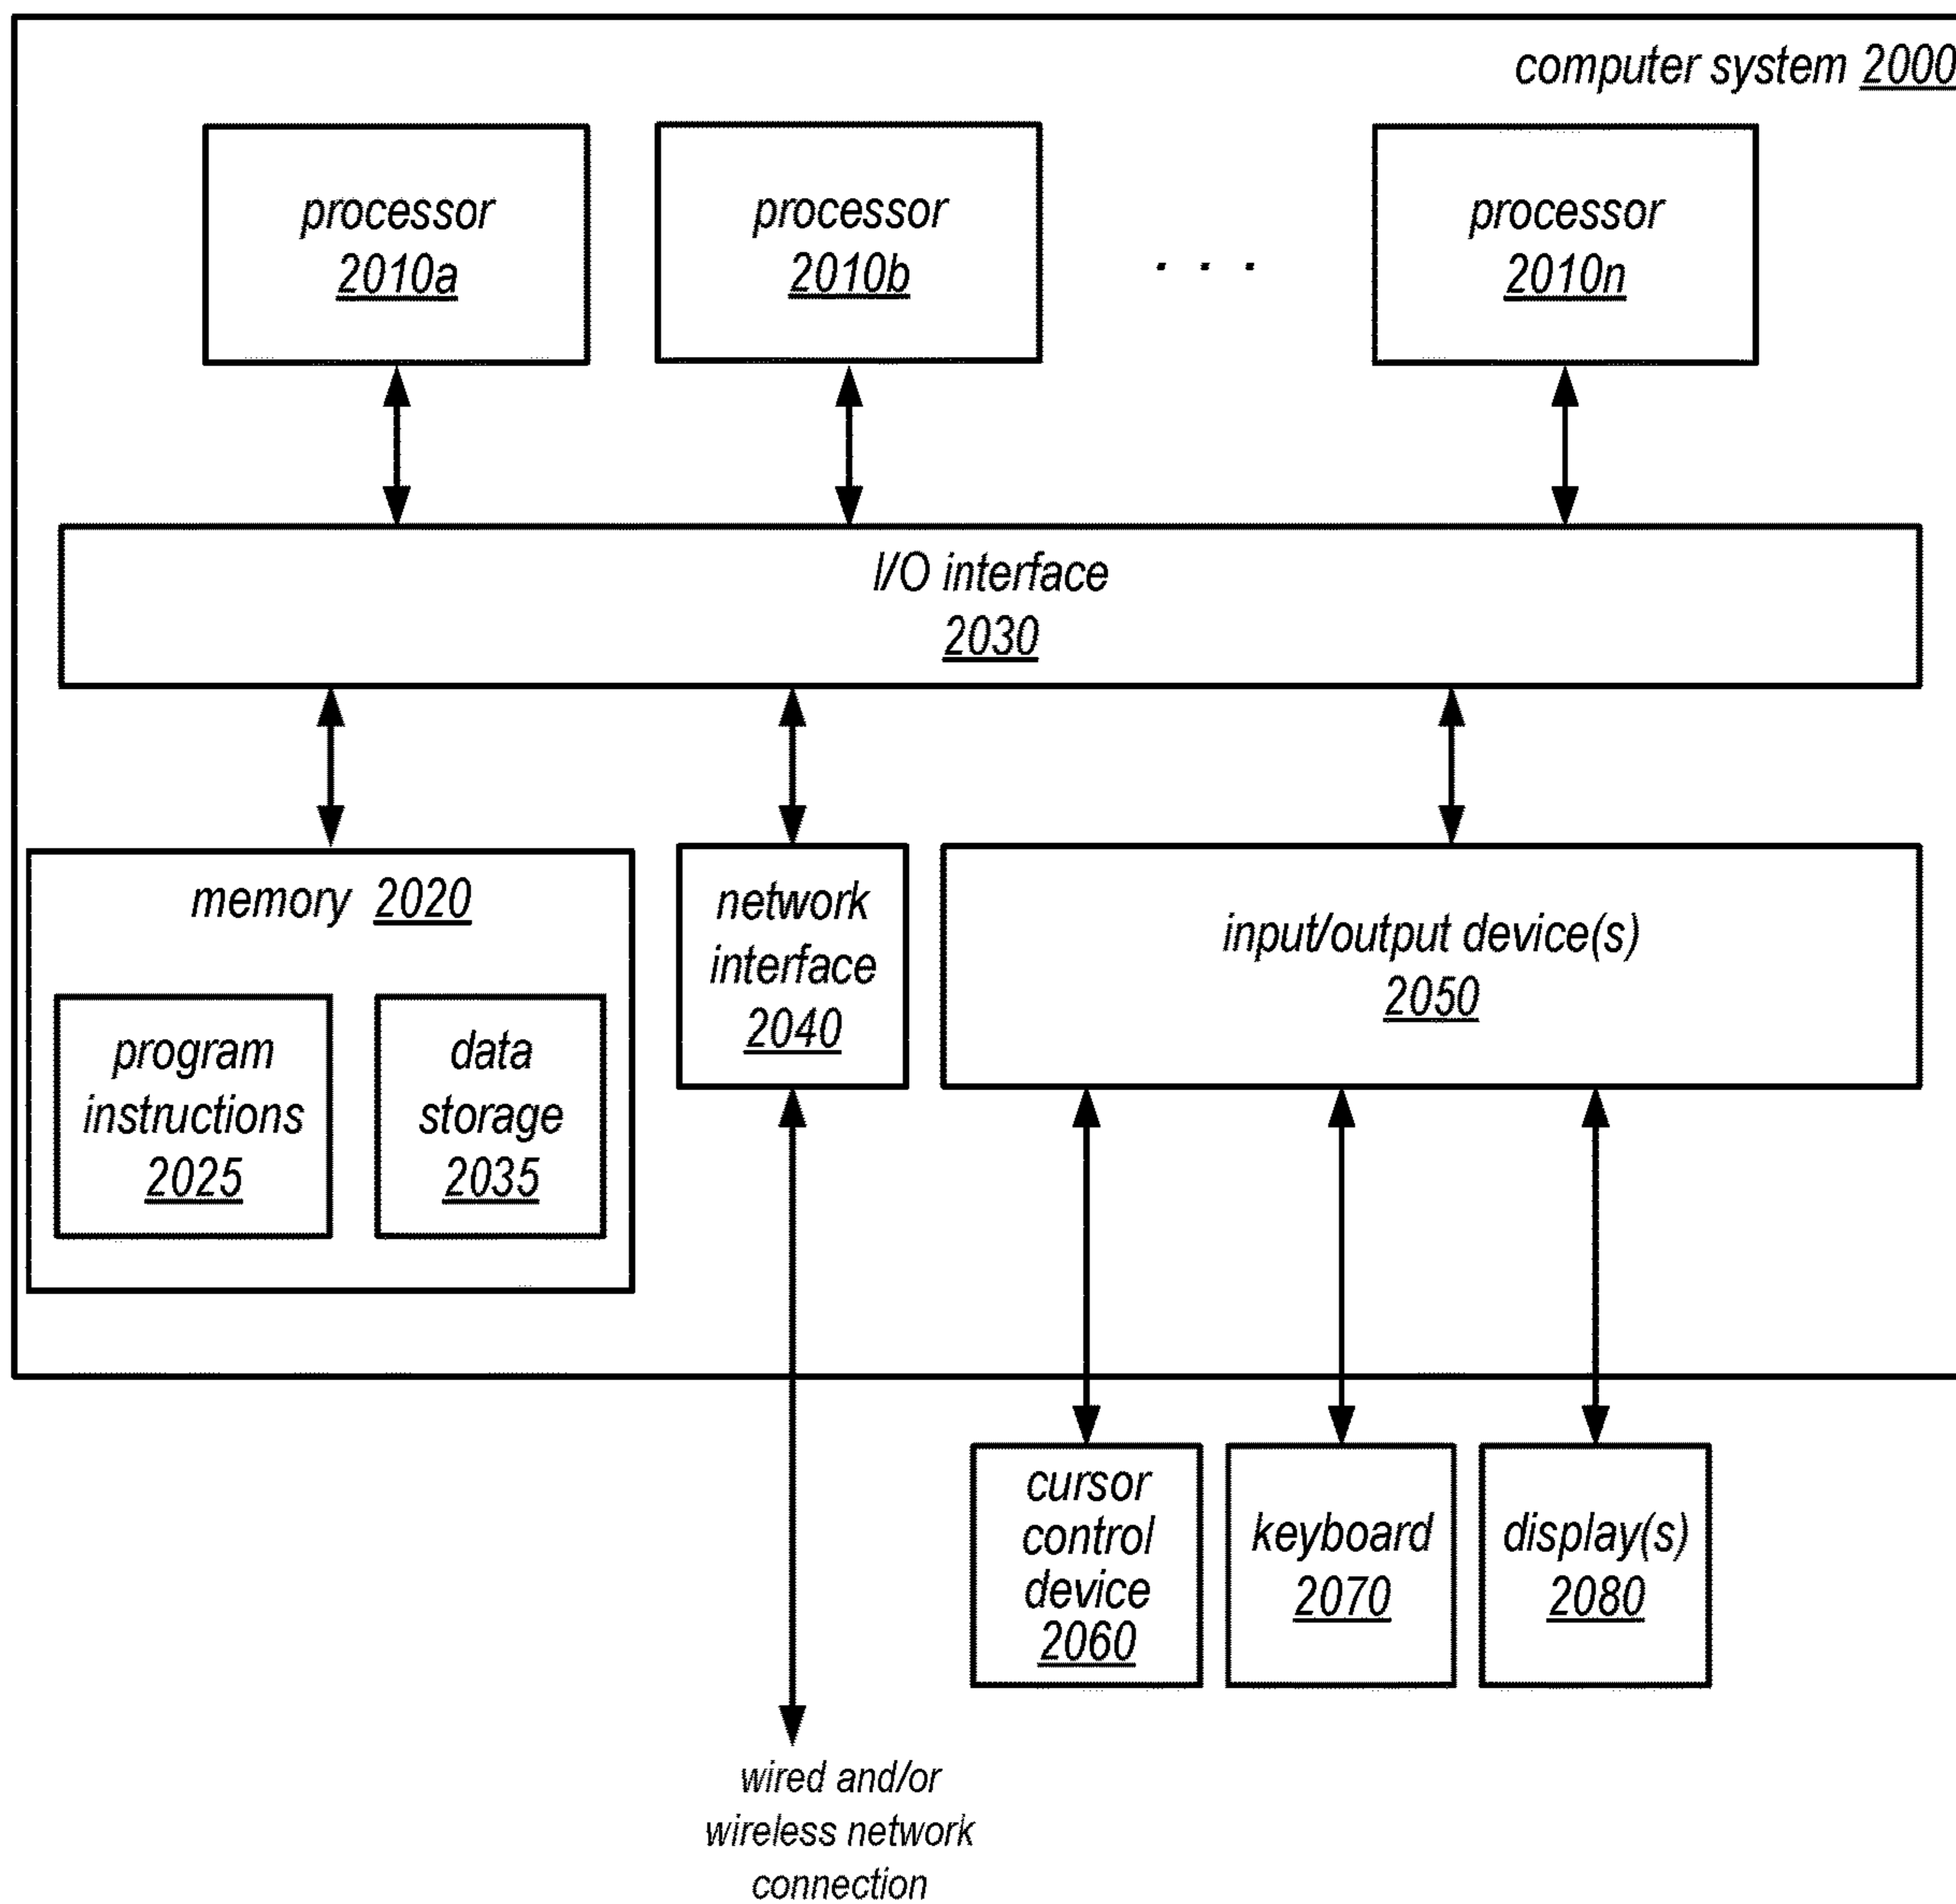 computer system 2000
processor
2010a
processor
2010b
. . .
processor
2010n
I/O interface
2030
memory 2020
program
instructions
2025
data
storage
2035
network
interface
2040
input/output device(s)
2050
cursor
control
device
2060
keyboard
2070
display(s)
2080
wired and/or
wireless network
connection